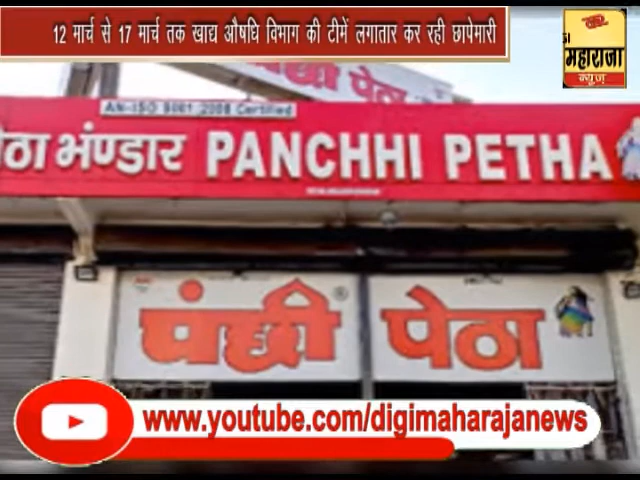 12 मार्च से 17 मार्च तक खाद्य औषधि विभाग की टीमें लगातार कर रही छापेमारी
महाराजा
न्यूज़
पंछी पेठा
AN-ISO 9001:2008 Certified
ठा भंण्डार PANCHHI PETHA
पंछी पेठा
www.youtube.com/digimaharajanews